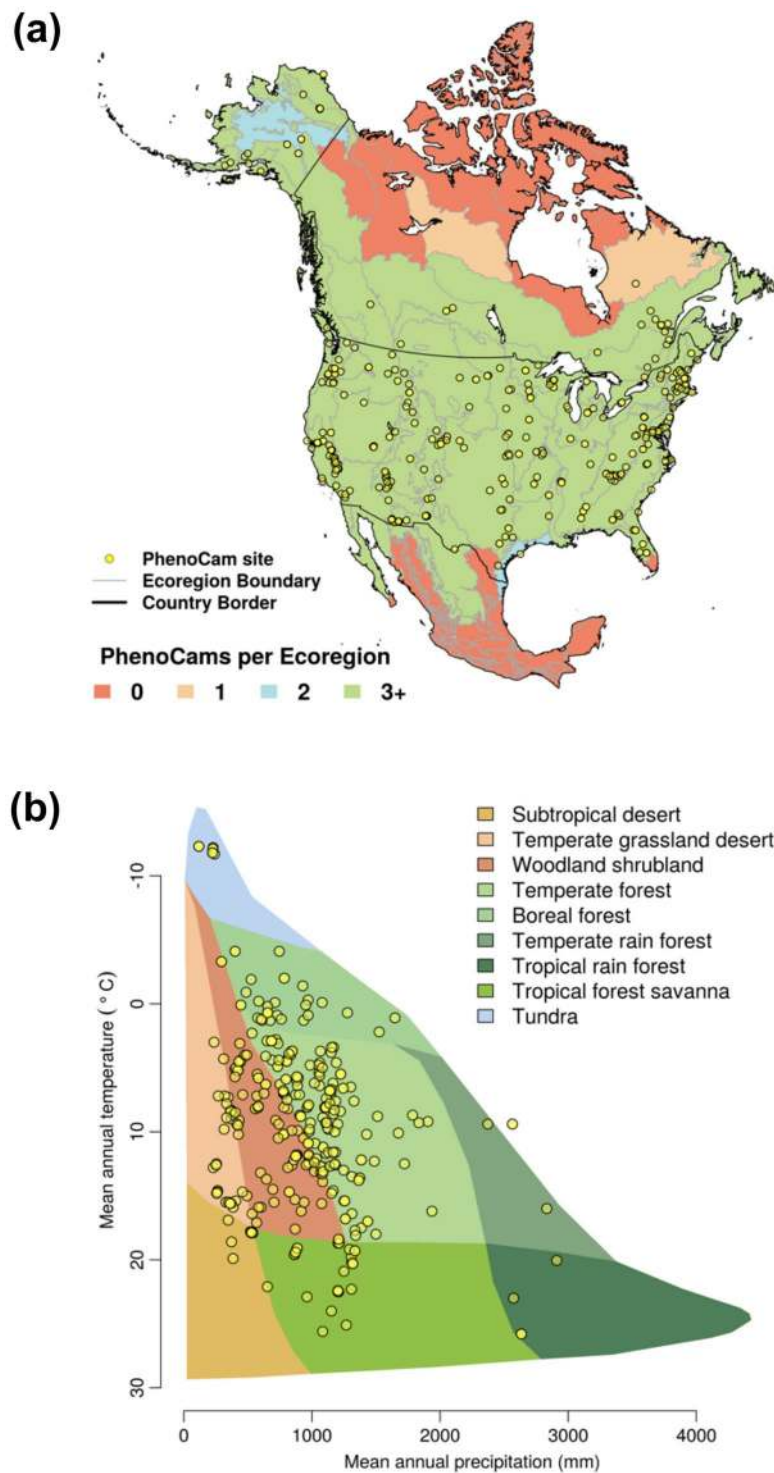 (a)
PhenoCam site
Ecoregion Boundary
Country Border
PhenoCams per Ecoregion
0 1 2 3+
(b)
Subtropical desert
Temperate grassland desert
Woodland shrubland
Temperate forest
Boreal forest
Temperate rain forest
Tropical rain forest
Tropical forest savanna
Tundra
Mean annual temperature (°C)
-10
0
10
20
30
0 1000 2000 3000 4000
Mean annual precipitation (mm)